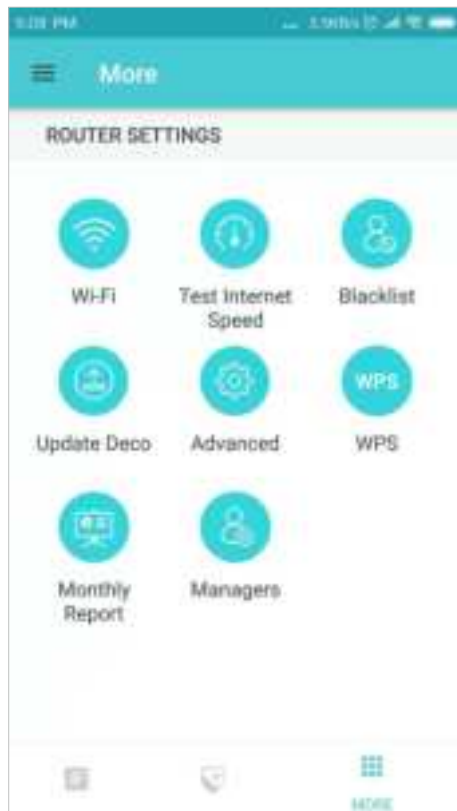 More
ROUTER SETTINGS
Wi-Fi
Test Internet
Speed
Blacklist
Update Deco
Advanced
WPS
WPS
Monthly
Report
Managers
MORE